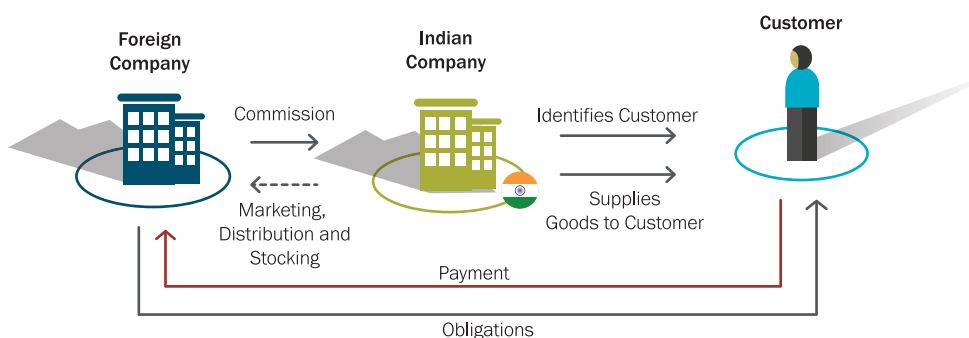 Foreign
Company
Indian
Company
Customer
Commission
Marketing,
Distribution and
Stocking
Identifies Customer
Supplies
Goods to Customer
Payment
Obligations